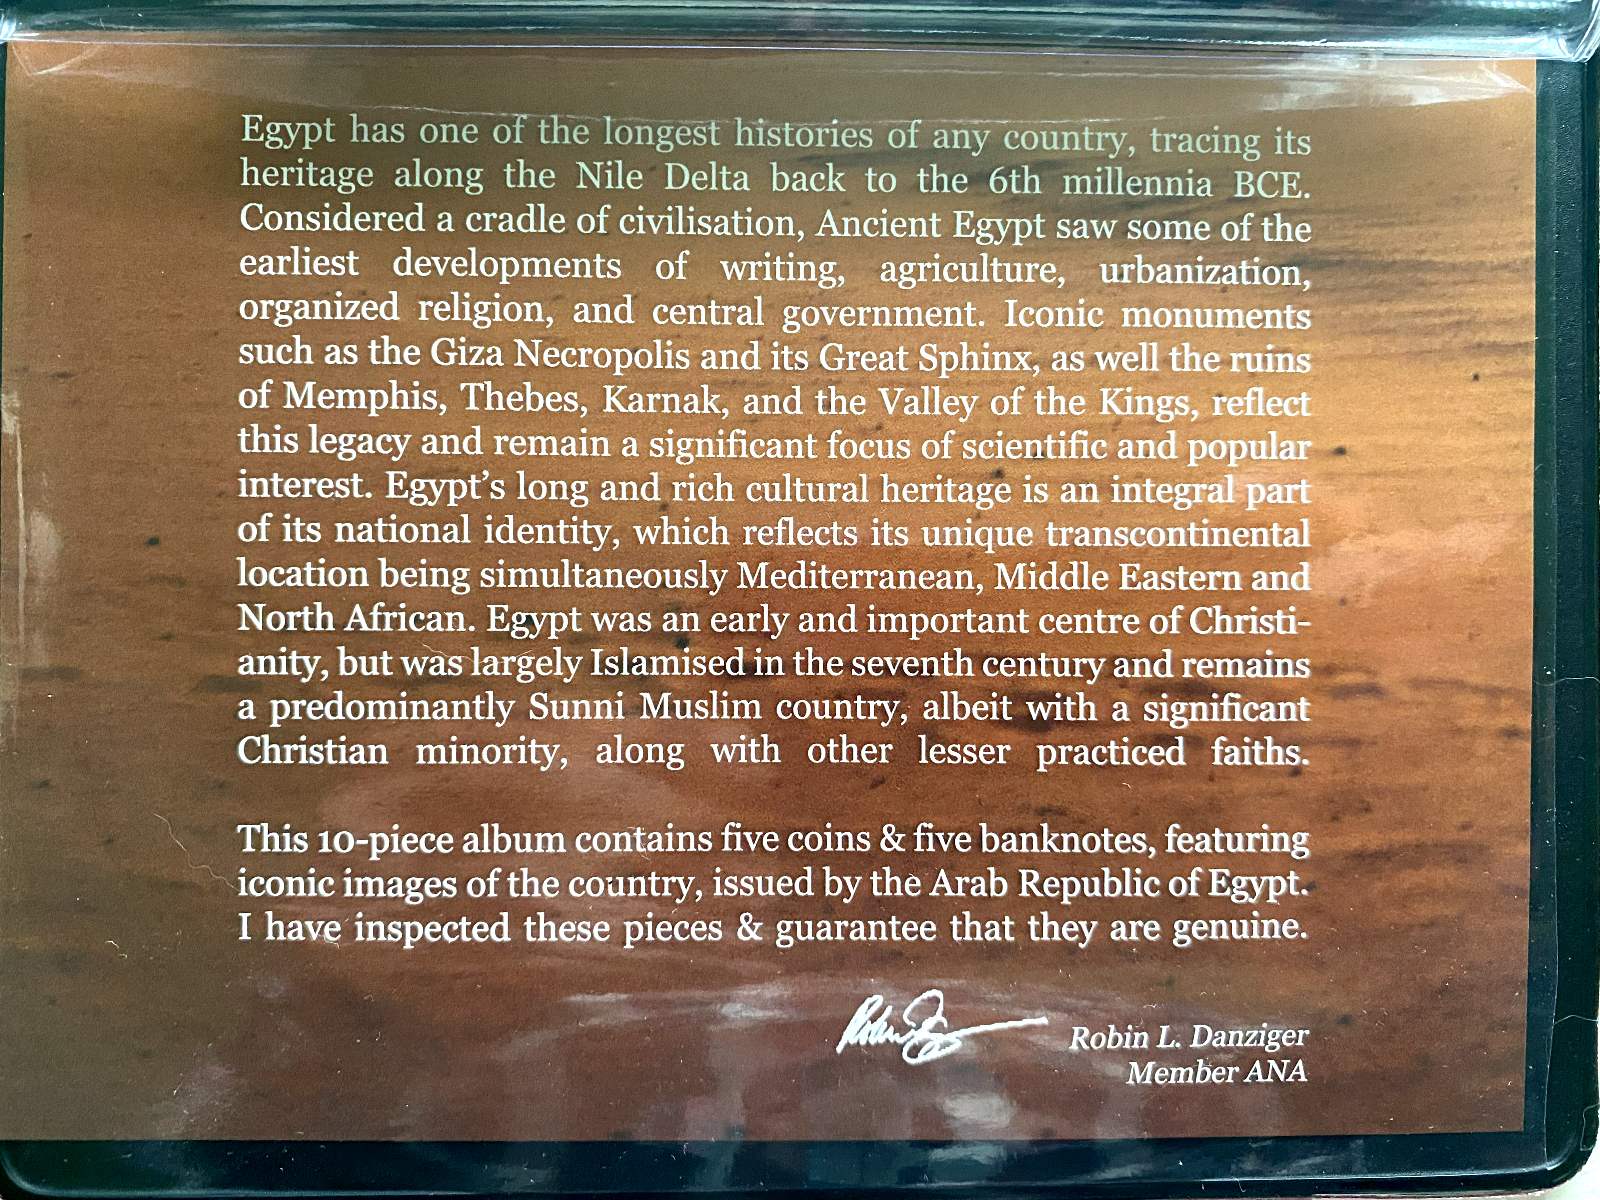 Egypt has one of the longest histories of any country, tracing its
heritage along the Nile Delta back to the 6th millennia BCE.
Considered a cradle of civilisation, Ancient Egypt saw some of the
earliest developments of writing, agriculture, urbanization,
organized religion, and central government. Iconic monuments
such as the Giza Necropolis and its Great Sphinx, as well the ruins
of Memphis, Thebes, Karnak, and the Valley of the Kings, reflect
this legacy and remain a significant focus of scientific and popular
interest. Egypt’s long and rich cultural heritage is an integral part
of its national identity, which reflects its unique transcontinental
location being simultaneously Mediterranean, Middle Eastern and
North African. Egypt was an early and important centre of Christi-
anity, but was largely Islamised in the seventh century and remains
a predominantly Sunni Muslim country, albeit with a significant
Christian minority, along with other lesser practiced faiths.
This 10-piece album contains five coins & five banknotes, featuring
iconic images of the country, issued by the Arab Republic of Egypt.
I have inspected these pieces & guarantee that they are genuine.
Robin L. Danziger
Member ANA